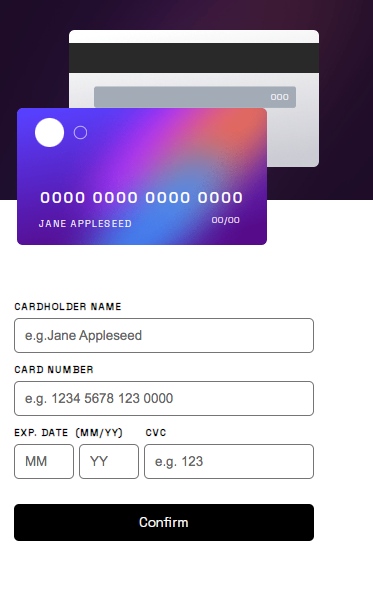 000
0000 0000 0000 0000
JANE APPLESEED 00/00
CARDHOLDER NAME
e.g.Jane Appleseed
CARD NUMBER
e.g. 1234 5678 123 0000
EXP. DATE (MM/YY) CVC
MM YY e.g. 123
Confirm